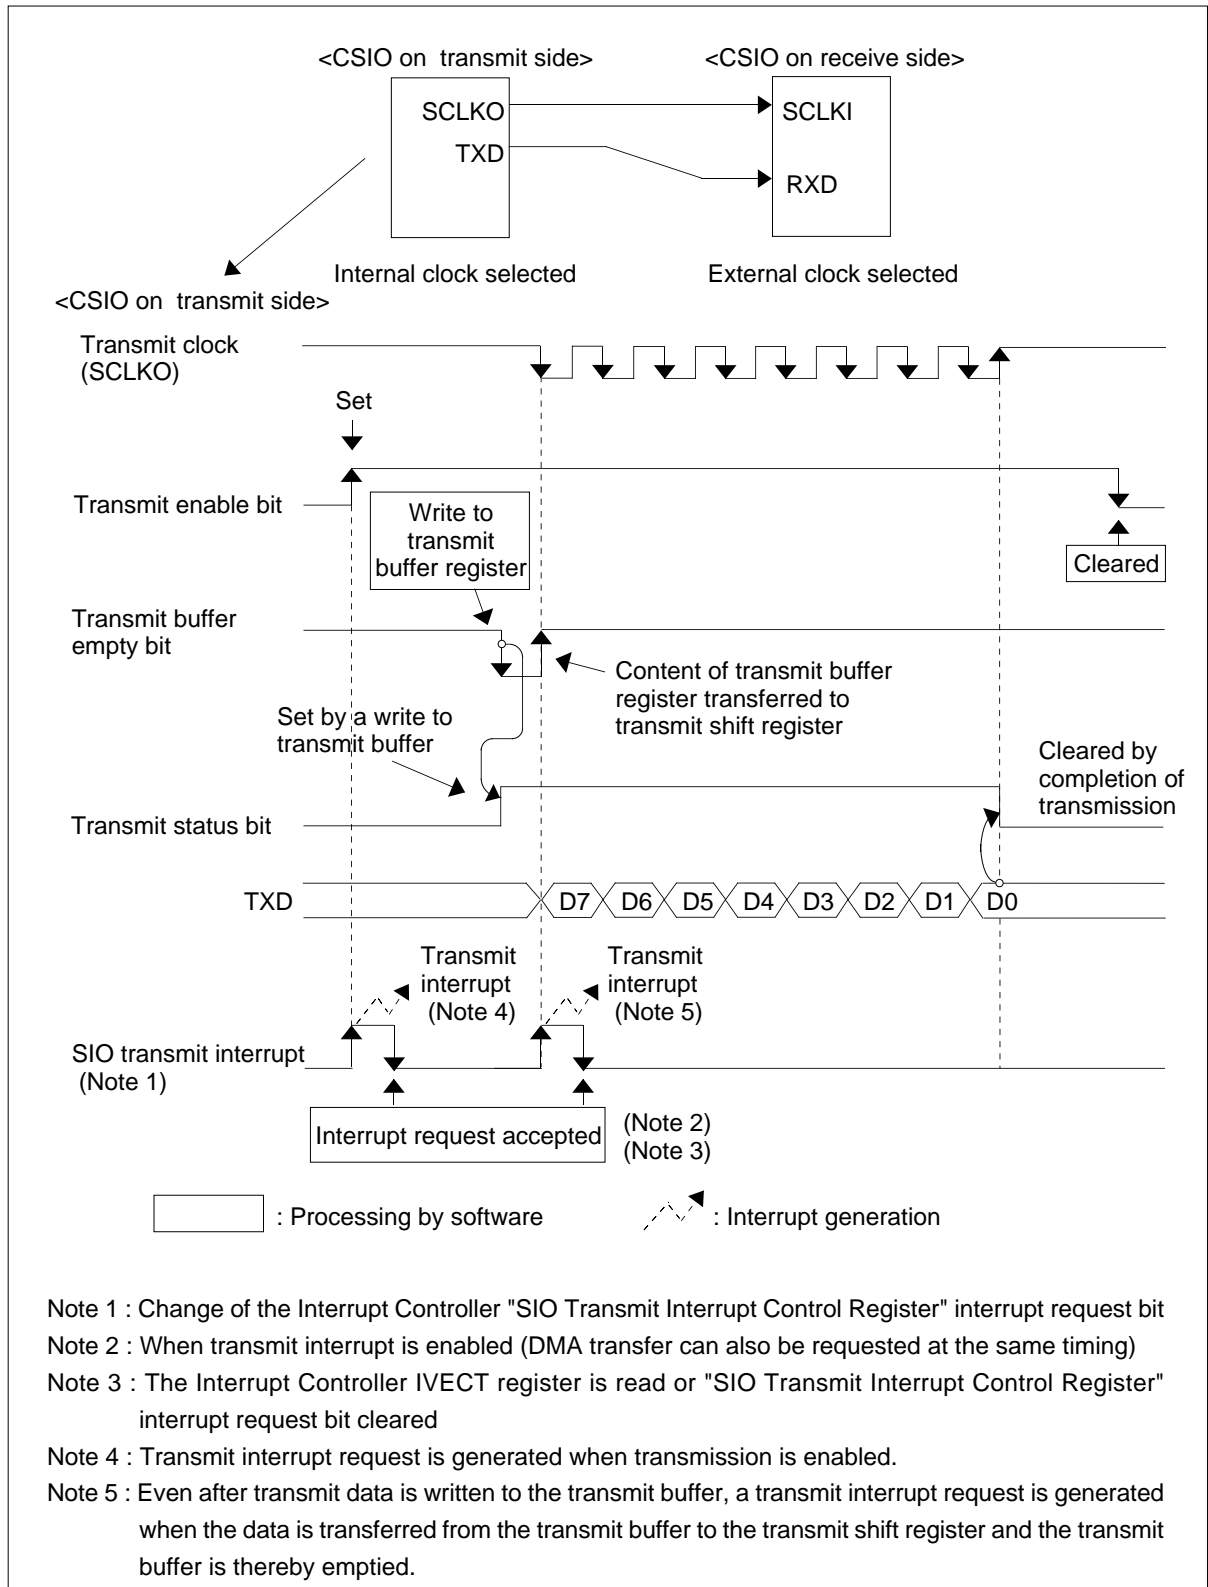 <CSIO on transmit side>
<CSIO on receive side>
SCLKO
SCLKI
TXD
RXD
Internal clock selected
External clock selected
<CSIO on transmit side>
Transmit clock
(SCLKO)
Set
Transmit enable bit
Write to
transmit
buffer register
Cleared
Transmit buffer
empty bit
Content of transmit buffer
register transferred to
transmit shift register
Set by a write to
transmit buffer
Cleared by
completion of
transmission
Transmit status bit
TXD
D7
D6
D5
D4
D3
D2
D1
D0
Transmit
interrupt
(Note 4)
Transmit
interrupt
(Note 5)
SIO transmit interrupt
(Note 1)
Interrupt request accepted
(Note 2)
(Note 3)
: Processing by software
: Interrupt generation
Note 1 : Change of the Interrupt Controller "SIO Transmit Interrupt Control Register" interrupt request bit
Note 2 : When transmit interrupt is enabled (DMA transfer can also be requested at the same timing)
Note 3 : The Interrupt Controller IVECT register is read or "SIO Transmit Interrupt Control Register"
interrupt request bit cleared
Note 4 : Transmit interrupt request is generated when transmission is enabled.
Note 5 : Even after transmit data is written to the transmit buffer, a transmit interrupt request is generated
when the data is transferred from the transmit buffer to the transmit shift register and the transmit
buffer is thereby emptied.